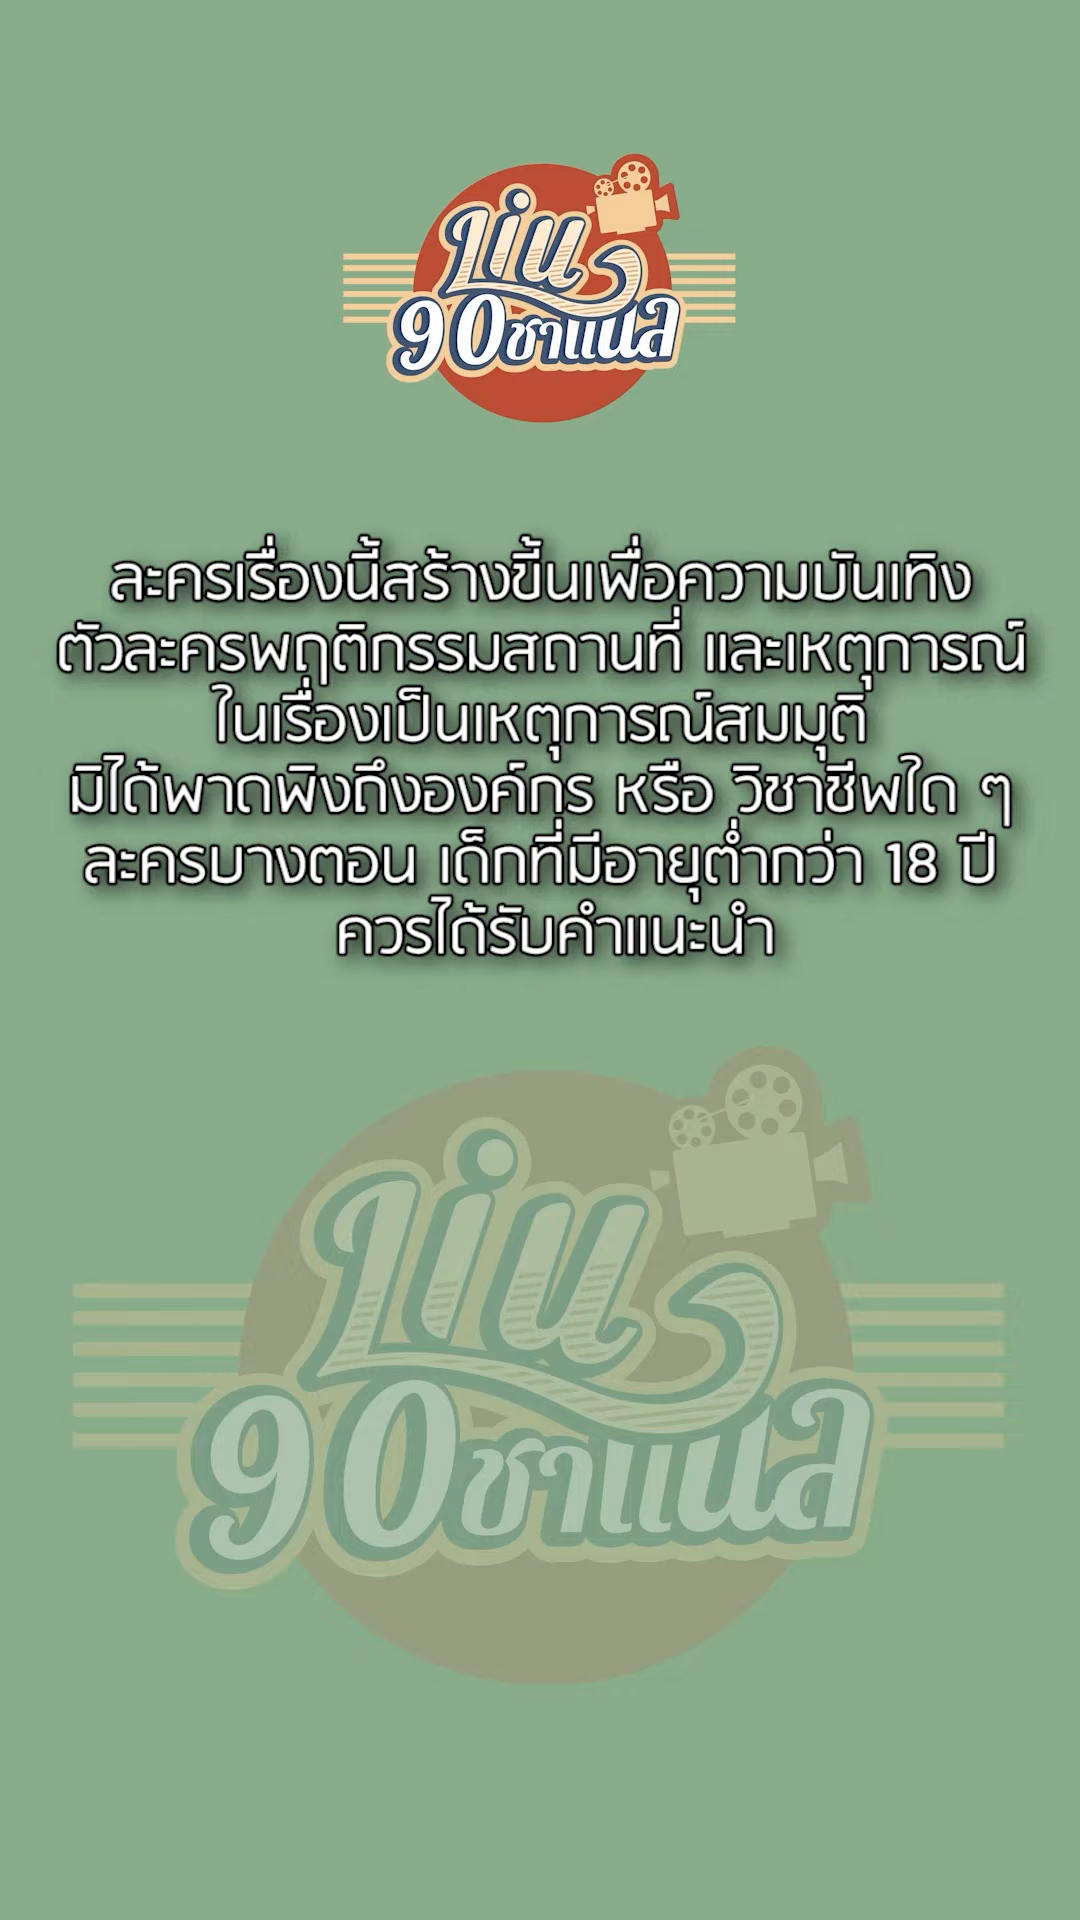 บ่น
90ชาแนล
ละครเรื่องนี้สร้างขึ้นเพื่อความบันเทิง
ตัวละครพฤติกรรมสถานที่ และเหตุการณ์
ในเรื่องเป็นเหตุการณ์สมมุติ
มิได้พาดพิงถึงองค์กร หรือ วิชาชีพใด ๆ
ละครบางตอน เด็กที่มีอายุต่ำกว่า 18 ปี
ควรได้รับคำแนะนำ
90ชาแนล